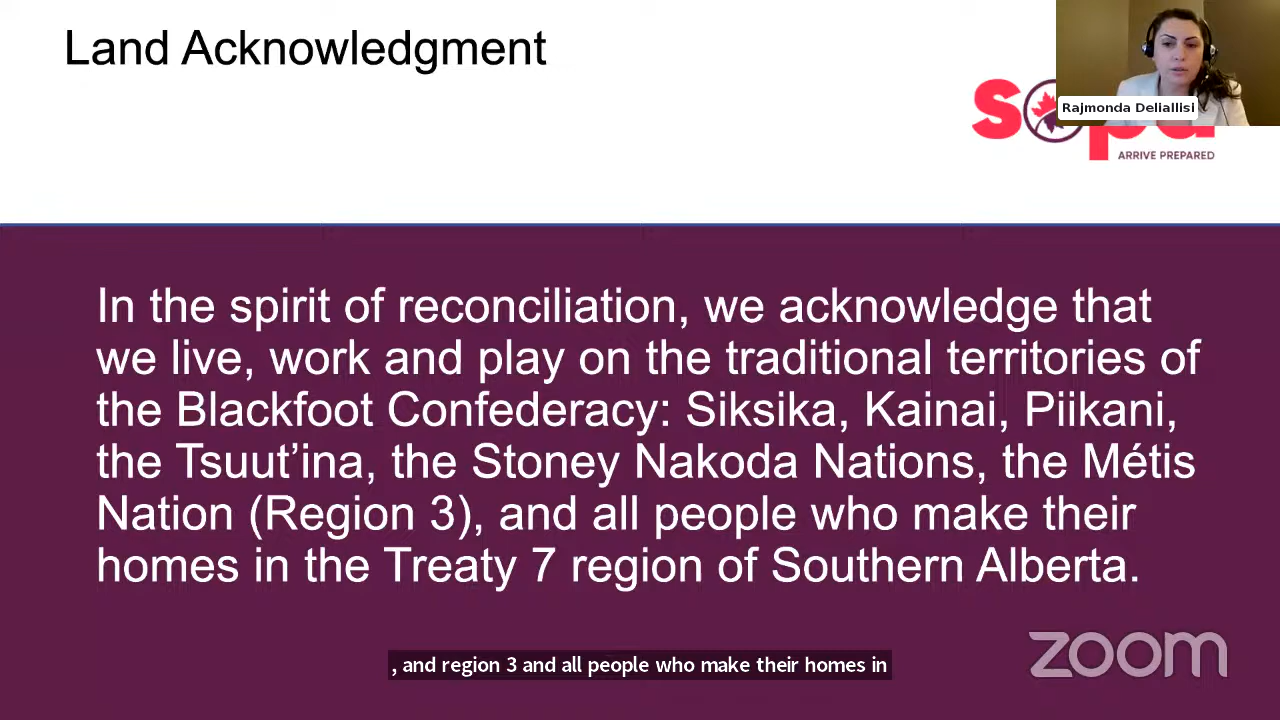 Land Acknowledgment
Rajmonda Deliallisi
sopa
ARRIVE PREPARED
In the spirit of reconciliation, we acknowledge that
we live, work and play on the traditional territories of
the Blackfoot Confederacy: Siksika, Kainai, Piikani,
the Tsuut’ina, the Stoney Nakoda Nations, the Métis
Nation (Region 3), and all people who make their
homes in the Treaty 7 region of Southern Alberta.
zoom
, and region 3 and all people who make their homes in